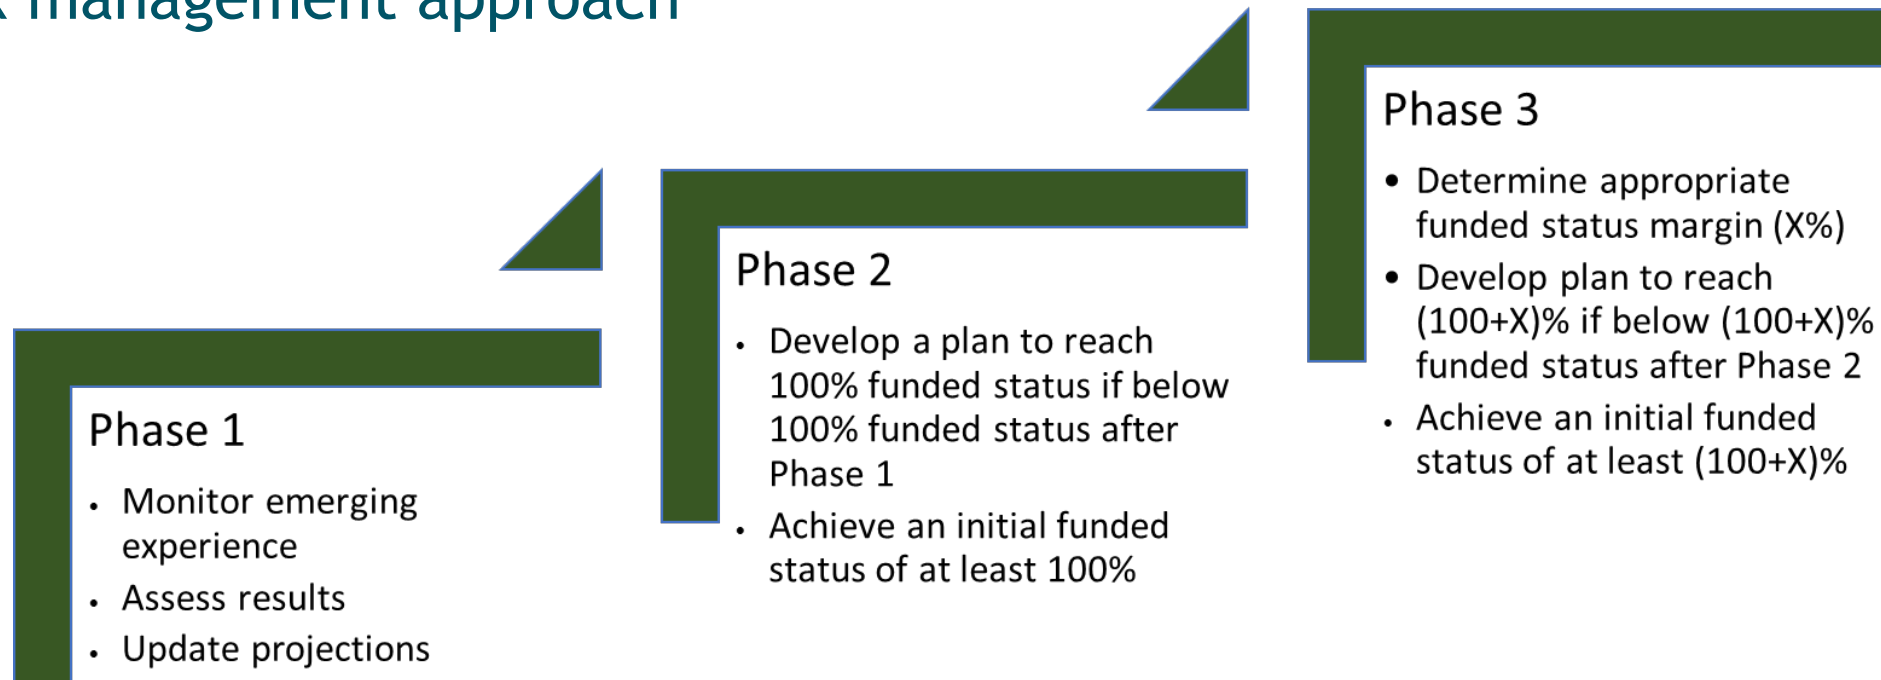 management approach
Phase 1
• Monitor emerging
experience
• Assess results
• Update projections
Phase 2
• Develop a plan to reach
100% funded status if below
100% funded status after
Phase 1
• Achieve an initial funded
status of at least 100%
Phase 3
• Determine appropriate
funded status margin (X%)
• Develop plan to reach
(100+X)% if below (100+X)%
funded status after Phase 2
• Achieve an initial funded
status of at least (100+X)%